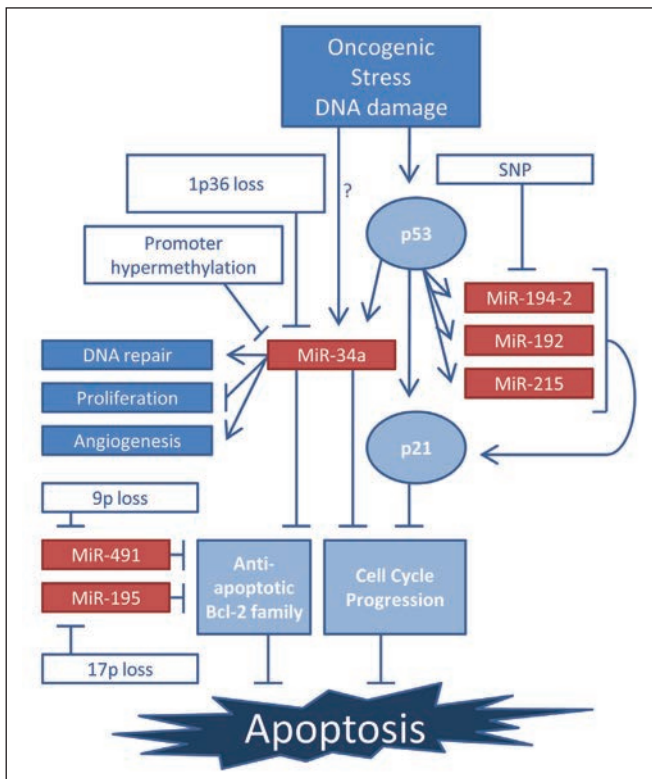 Oncogenic
Stress
DNA damage
1p36 loss
SNP
?
Promoter
hypermethylation
p53
MiR-194-2
DNA repair
MiR-34a
MiR-192
Proliferation
MiR-215
Angiogenesis
p21
9p loss
MiR-491
MiR-195
17p loss
Anti-
apoptotic
Bcl-2 family
Cell Cycle
Progression
Apoptosis